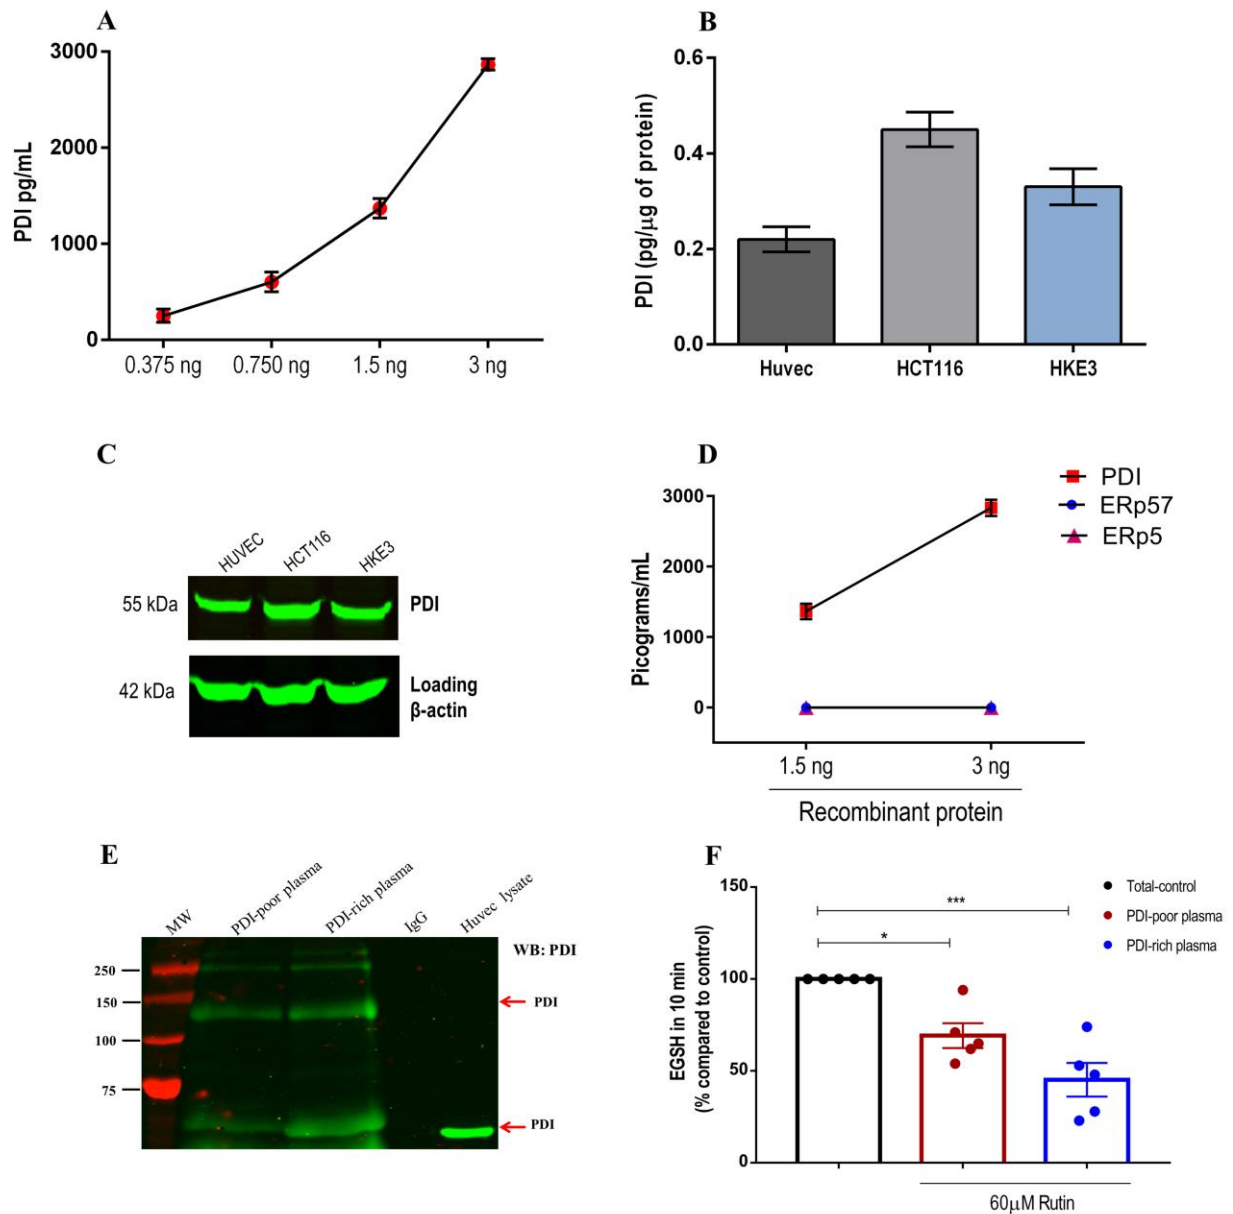 A
3000
2000
1000
0
PDI pg/mL
0.375 ng 0.750 ng 1.5 ng 3 ng
B
0.6
0.4
0.2
0.0
PDI (pg/µg of protein)
Huvec HCT116 HKE3
C
HUVEC HCT116 HKE3
55 kDa PDI
42 kDa Loading
β-actin
D
PDI
ERp57
ERp5
3000
2000
1000
0
Picograms/mL
1.5 ng 3 ng
Recombinant protein
E
MW PDI-poor plasma PDI-rich plasma IgG Huvec lysate
WB: PDI
250
150 PDI
100
75
PDI
F
Total-control
PDI-poor plasma
PDI-rich plasma
150
100
50
0
EGSH in 10 min
(% compared to control)
***
*
60µM Rutin